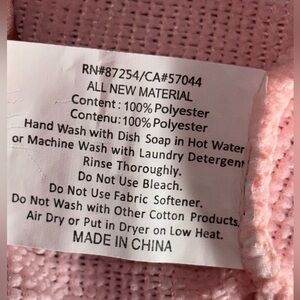 RN#87254/CA#57044
ALL NEW MATERIAL
Content: 100% Polyester
Contenu: 100% Polyester
Hand Wash with Dish Soap in Hot Water
or Machine Wash with Laundry Detergen
Rinse Thoroughly.
Do Not Use Bleach.
Do Not Use Fabric Softener.
Do Not Wash with Other Cotton Products
Air Dry or Put in Dryer on Low Heat.
MADE IN CHINA